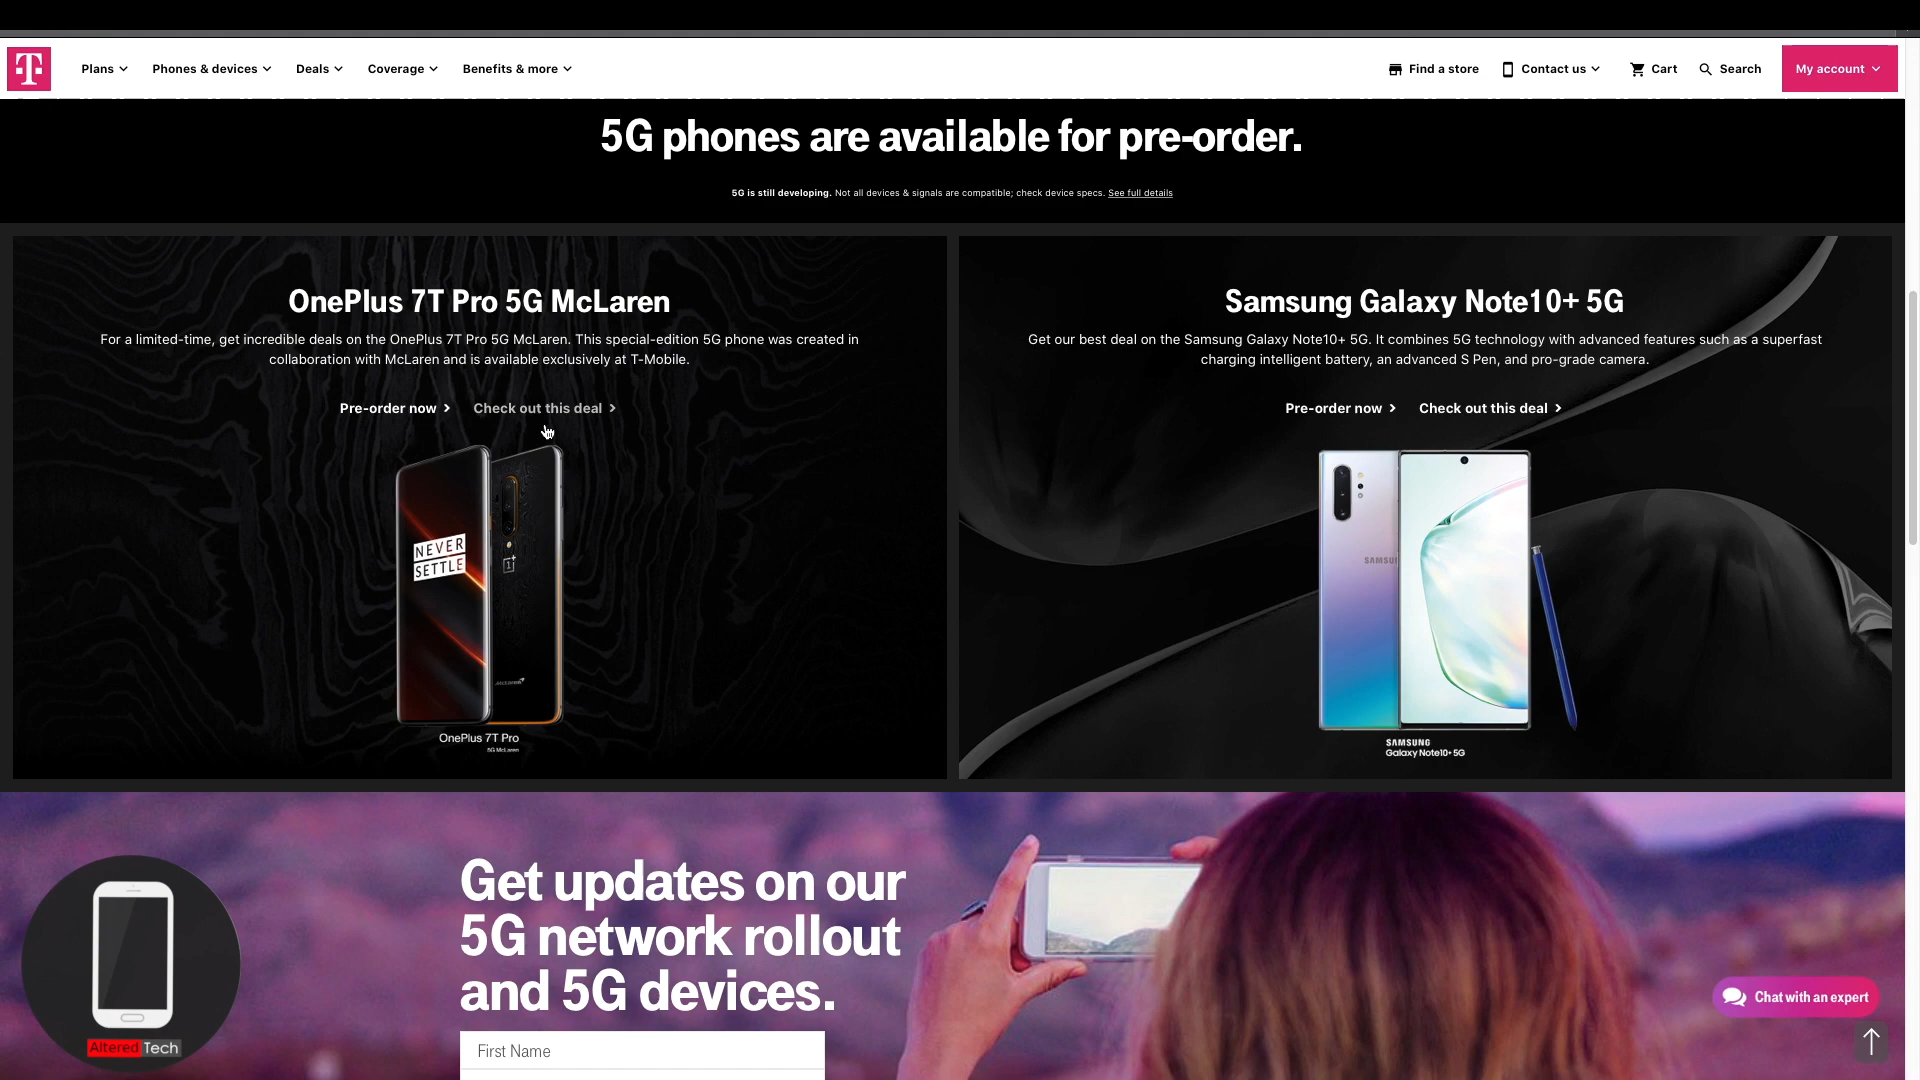 T
Plans
Phones & devices
Deals
Coverage
Benefits & more
Find a store
Contact us
Cart
Search
My account
5G phones are available for pre-order.
5G is still developing. Not all devices & signals are compatible; check device specs. See full details
OnePlus 7T Pro 5G McLaren
For a limited-time, get incredible deals on the OnePlus 7T Pro 5G McLaren. This special-edition 5G phone was created in
collaboration with McLaren and is available exclusively at T-Mobile.
Pre-order now
Check out this deal
NEVER
SETTLE
McLaren
OnePlus 7T Pro
5G McLaren
Samsung Galaxy Note10+ 5G
Get our best deal on the Samsung Galaxy Note10+ 5G. It combines 5G technology with advanced features such as a superfast
charging intelligent battery, an advanced S Pen, and pro-grade camera.
Pre-order now
Check out this deal
SAMSU
SAMSUNG
Galaxy Note10+ 5G
Get updates on our
5G network rollout
and 5G devices.
First Name
Altered Tech
Chat with an expert